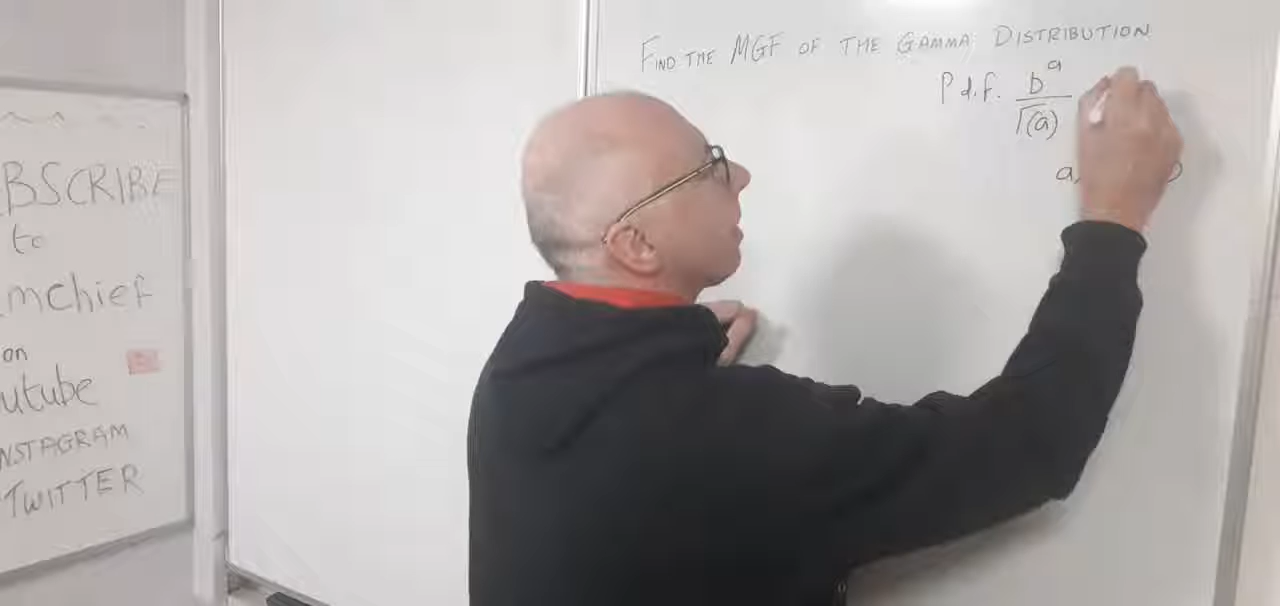 FIND THE MGF OF THE GAMMA DISTRIBUTION
P.d.f. b^a
Γ(a)
a,
BSCRIBE
to
mchief
on
utube
NSTAGRAM
TWITTER